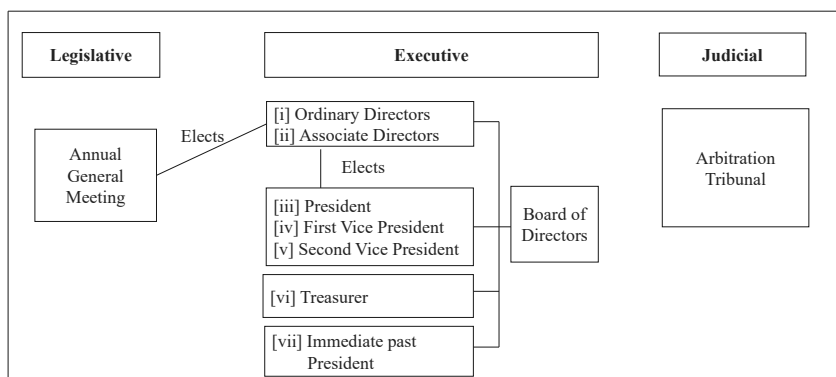 Legislative
Executive
Judicial
Annual
General
Meeting
Elects
[i] Ordinary Directors
[ii] Associate Directors
Elects
[iii] President
[iv] First Vice President
[v] Second Vice President
[vi] Treasurer
[vii] Immediate past
President
Board of
Directors
Arbitration
Tribunal